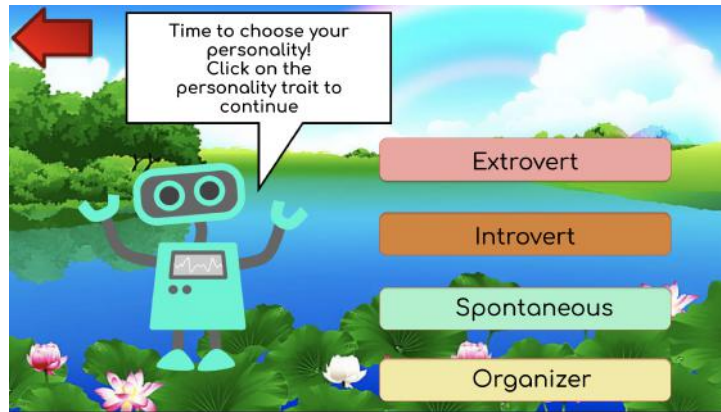 Time to choose your
personality!
Click on the
personality trait to
continue
Extrovert
Introvert
Spontaneous
Organizer